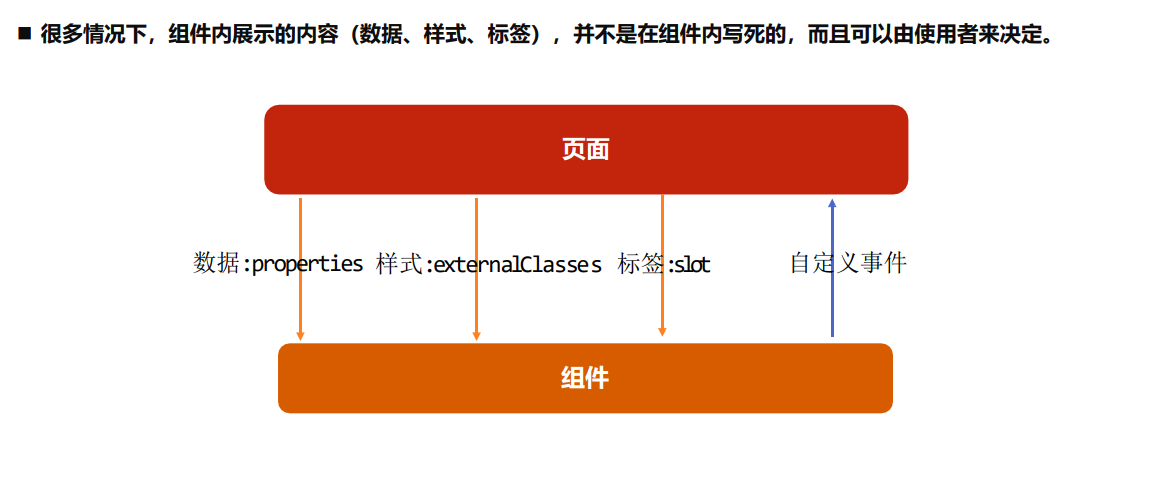 ■ 很多情况下，组件内展示的内容（数据、样式、标签），并不是在组件内写死的，而且可以由使用者来决定。
页面
数据:properties 样式:externalClasses 标签:slot 自定义事件
组件